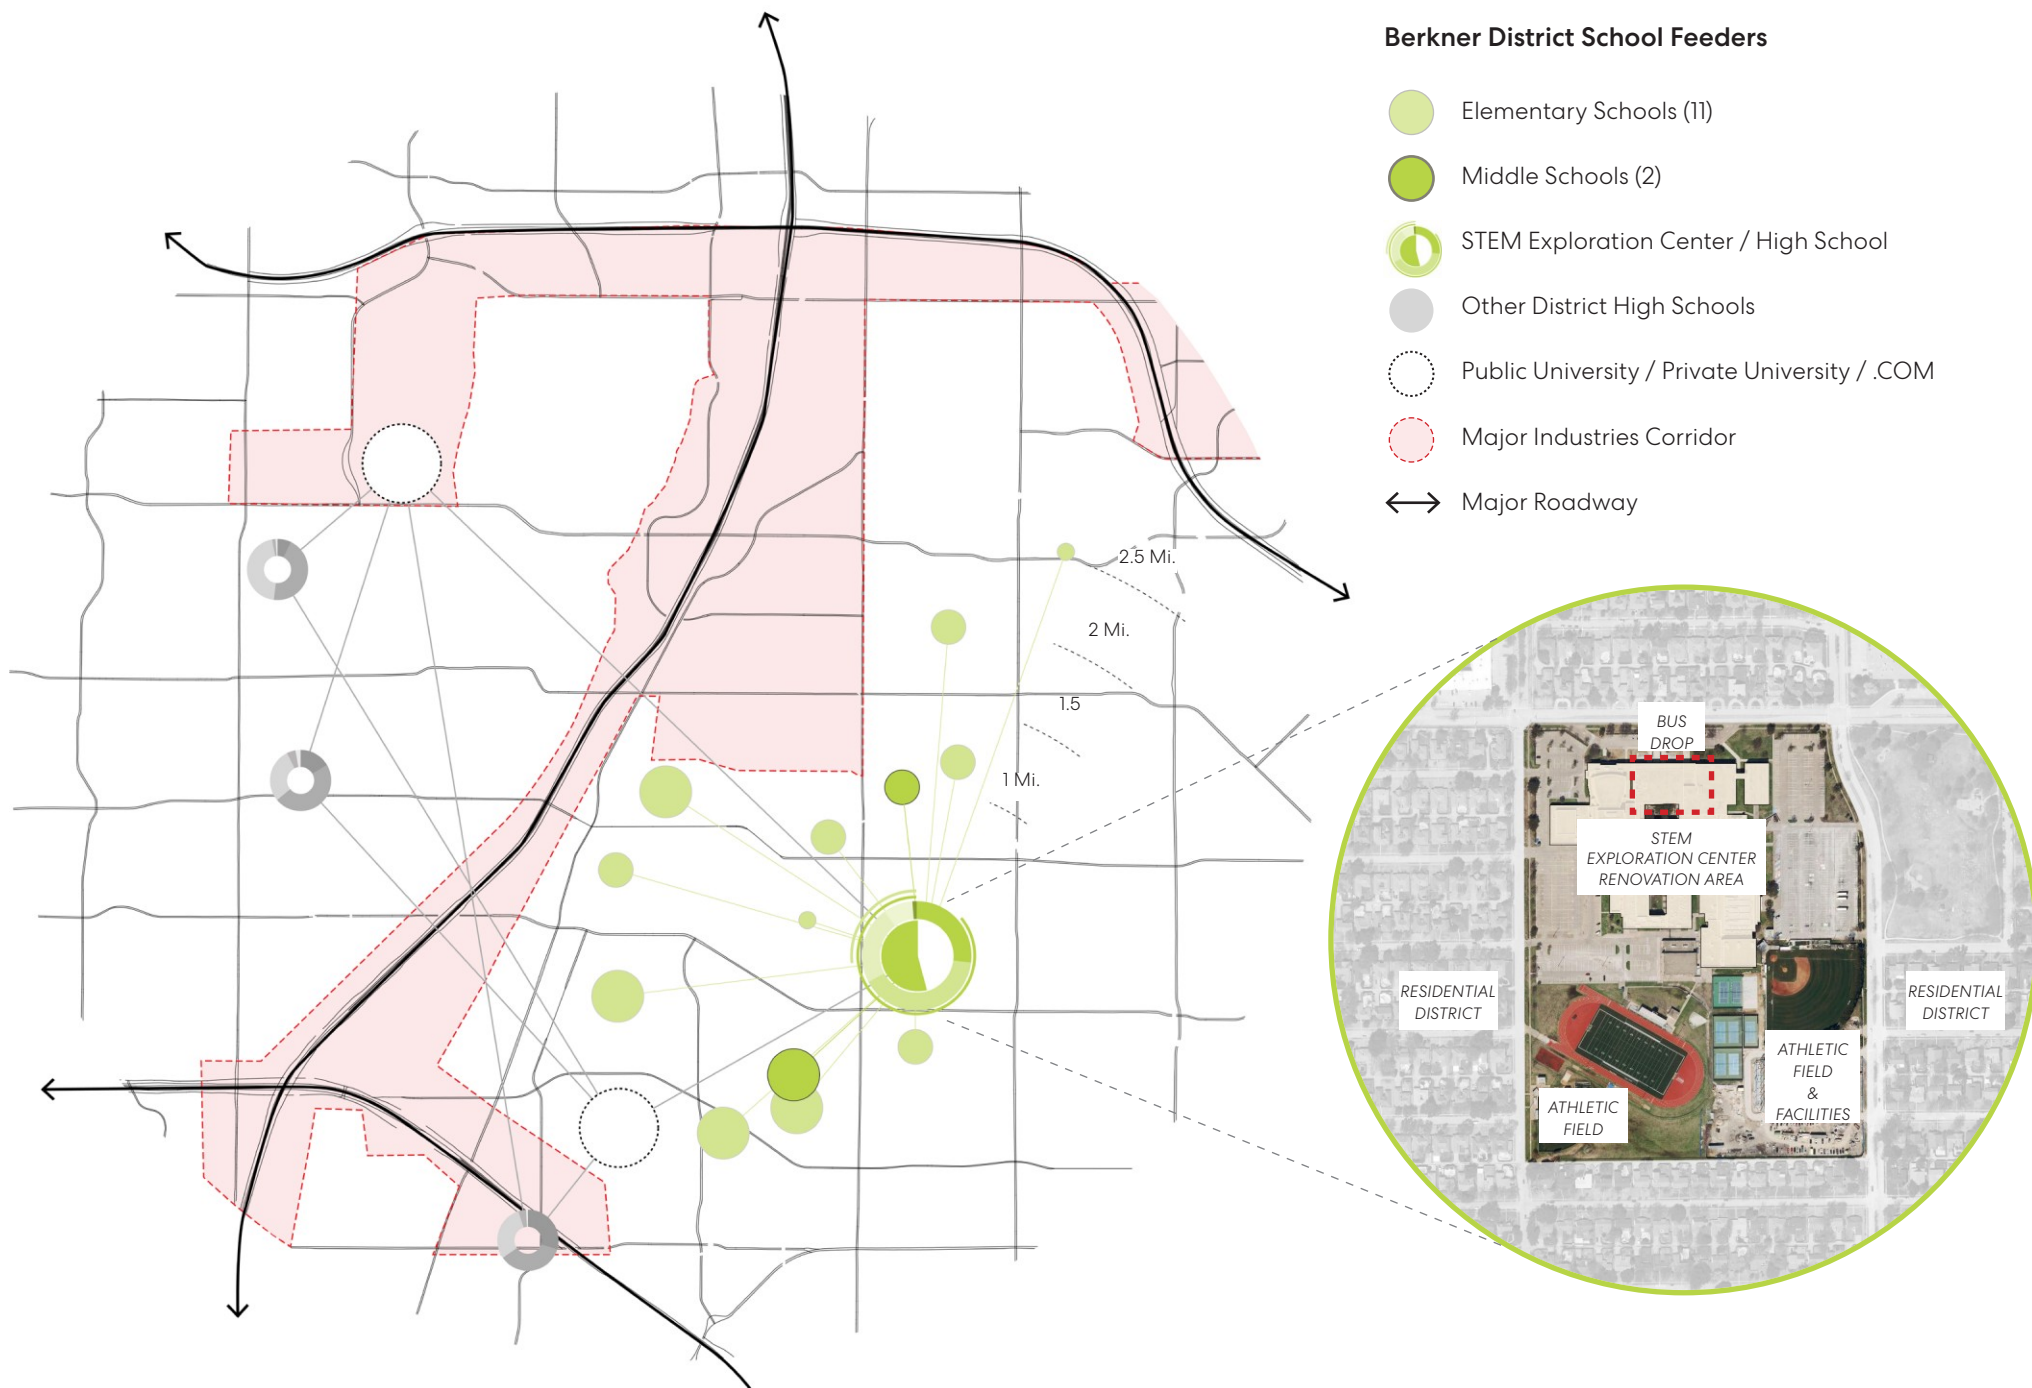 Berkner District School Feeders
Elementary Schools (11)
Middle Schools (2)
STEM Exploration Center / High School
Other District High Schools
Public University / Private University / .COM
Major Industries Corridor
Major Roadway
2.5 Mi.
2 Mi.
1.5
1 Mi.
BUS
DROP
STEM
EXPLORATION CENTER
RENOVATION AREA
RESIDENTIAL
DISTRICT
RESIDENTIAL
DISTRICT
ATHLETIC
FIELD
&
FACILITIES
ATHLETIC
FIELD